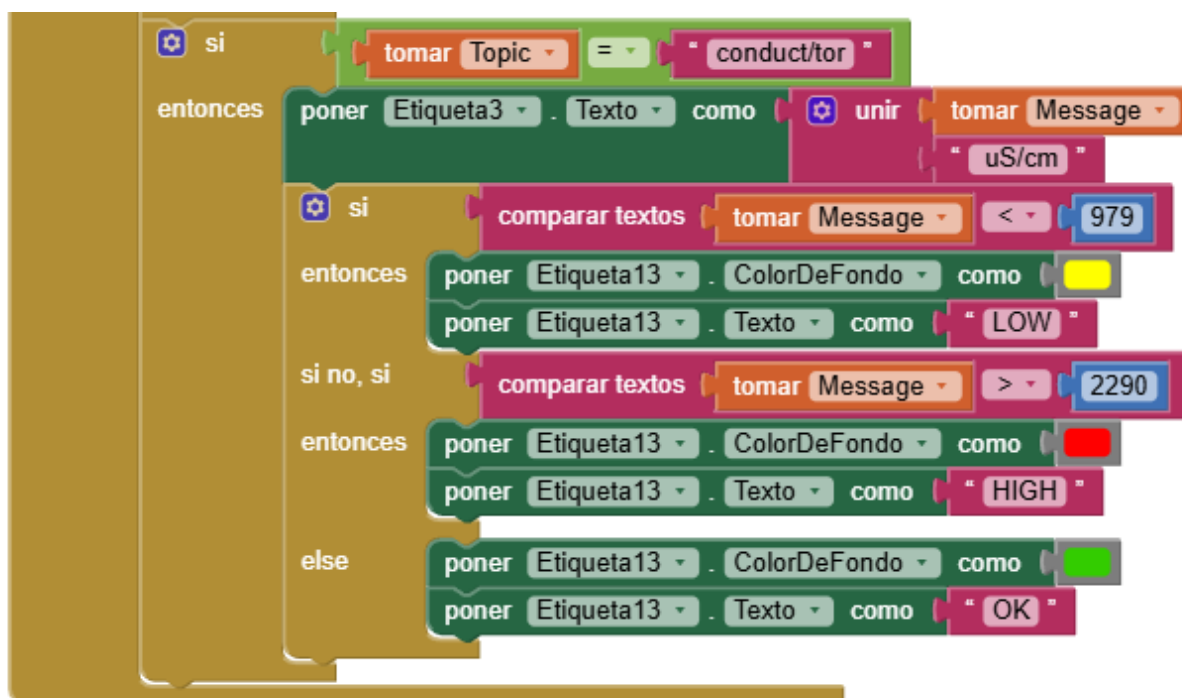 si tomar Topic = " conduct/tor "
entonces poner Etiqueta3 . Texto como unir tomar Message
" uS/cm "
si comparar textos tomar Message < 979
entonces poner Etiqueta13 . ColorDeFondo como
poner Etiqueta13 . Texto como " LOW "
si no, si comparar textos tomar Message > 2290
entonces poner Etiqueta13 . ColorDeFondo como
poner Etiqueta13 . Texto como " HIGH "
else poner Etiqueta13 . ColorDeFondo como
poner Etiqueta13 . Texto como " OK "